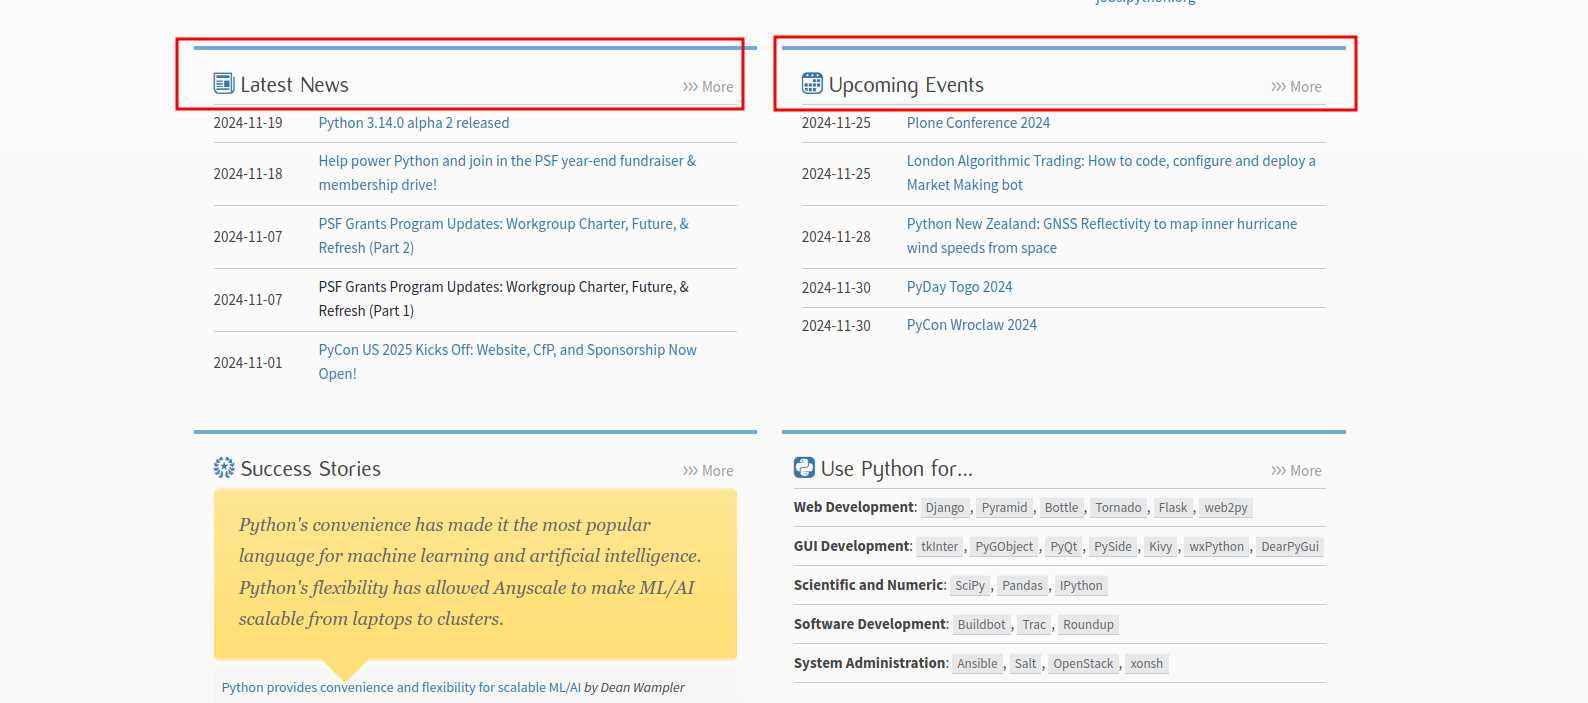 jobs.python.org
Latest News
>>> More
2024-11-19 Python 3.14.0 alpha 2 released
2024-11-18 Help power Python and join in the PSF year-end fundraiser &
membership drive!
2024-11-07 PSF Grants Program Updates: Workgroup Charter, Future, &
Refresh (Part 2)
2024-11-07 PSF Grants Program Updates: Workgroup Charter, Future, &
Refresh (Part 1)
2024-11-01 PyCon US 2025 Kicks Off: Website, CfP, and Sponsorship Now
Open!
Upcoming Events
>>> More
2024-11-25 Plone Conference 2024
2024-11-25 London Algorithmic Trading: How to code, configure and deploy a
Market Making bot
2024-11-28 Python New Zealand: GNSS Reflectivity to map inner hurricane
wind speeds from space
2024-11-30 PyDay Togo 2024
2024-11-30 PyCon Wroclaw 2024
Success Stories
>>> More
Python's convenience has made it the most popular
language for machine learning and artificial intelligence.
Python's flexibility has allowed Anyscale to make ML/AI
scalable from laptops to clusters.
Python provides convenience and flexibility for scalable ML/AI by Dean Wampler
Use Python for...
>>> More
Web Development: Django, Pyramid, Bottle, Tornado, Flask, web2py
GUI Development: tkInter, PyGObject, PyQt, PySide, Kivy, wxPython, DearPyGui
Scientific and Numeric: SciPy, Pandas, IPython
Software Development: Buildbot, Trac, Roundup
System Administration: Ansible, Salt, OpenStack, xonsh